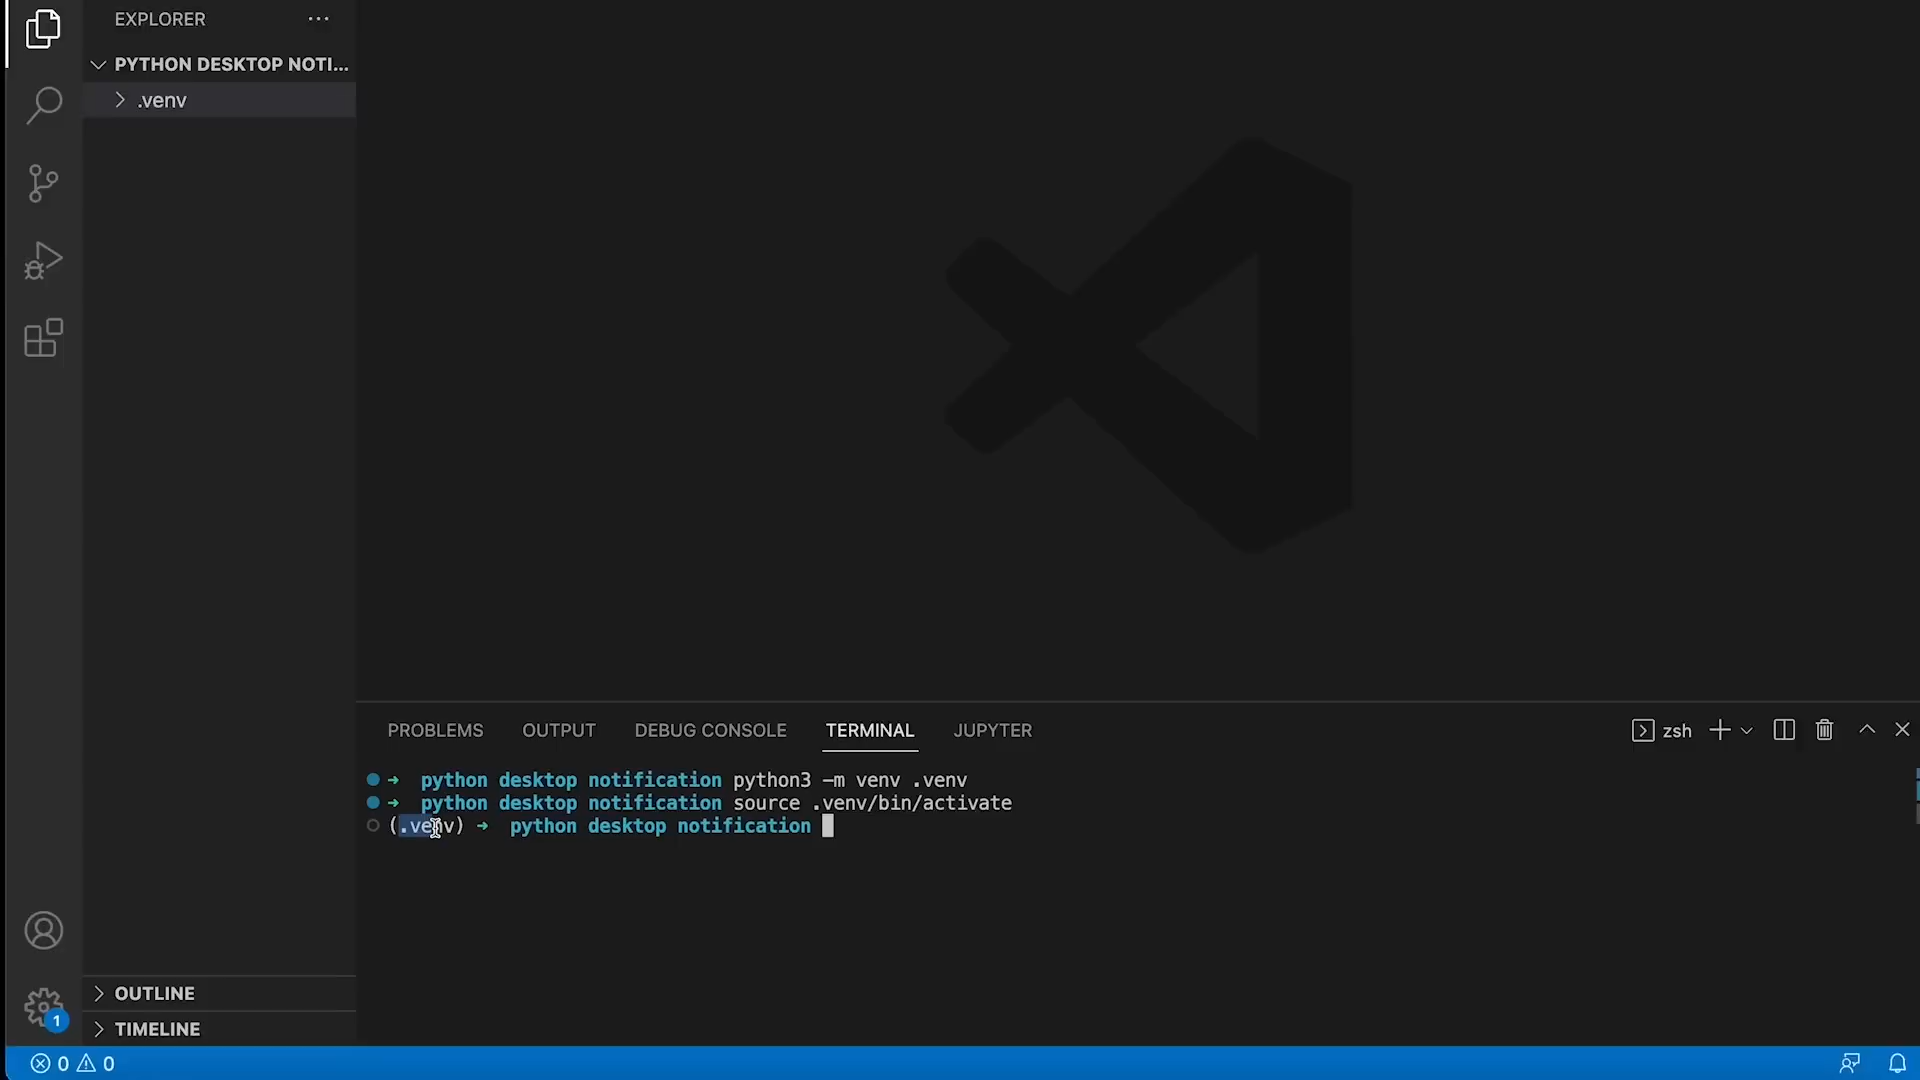 EXPLORER
PYTHON DESKTOP NOTI...
.venv
PROBLEMS OUTPUT DEBUG CONSOLE TERMINAL JUPYTER zsh
➜ python desktop notification python3 -m venv .venv
➜ python desktop notification source .venv/bin/activate
(.venv) ➜ python desktop notification
OUTLINE
1
TIMELINE
0 0